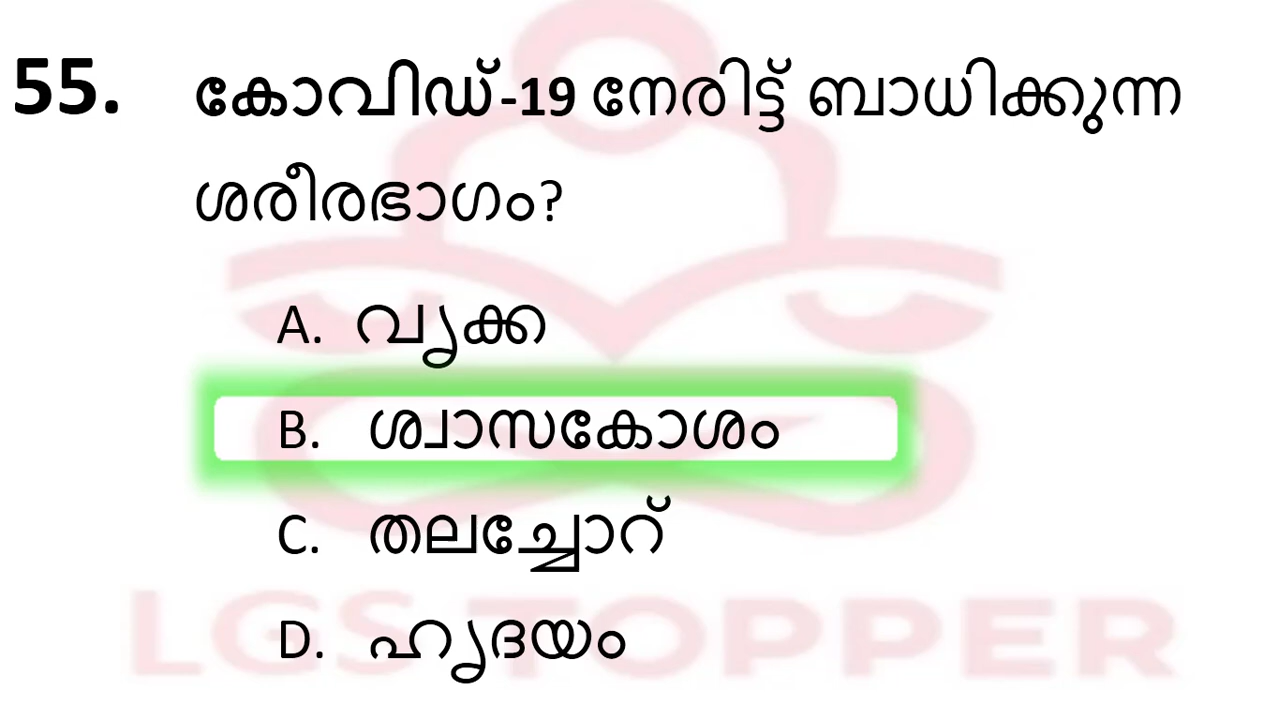 55. കോവിഡ്-19 നേരിട്ട് ബാധിക്കുന്ന
ശരീരഭാഗം?
A. വൃക്ക
B. ശ്വാസകോശം
C. തലച്ചോറ്
D. ഹൃദയം
LGS TOPPER